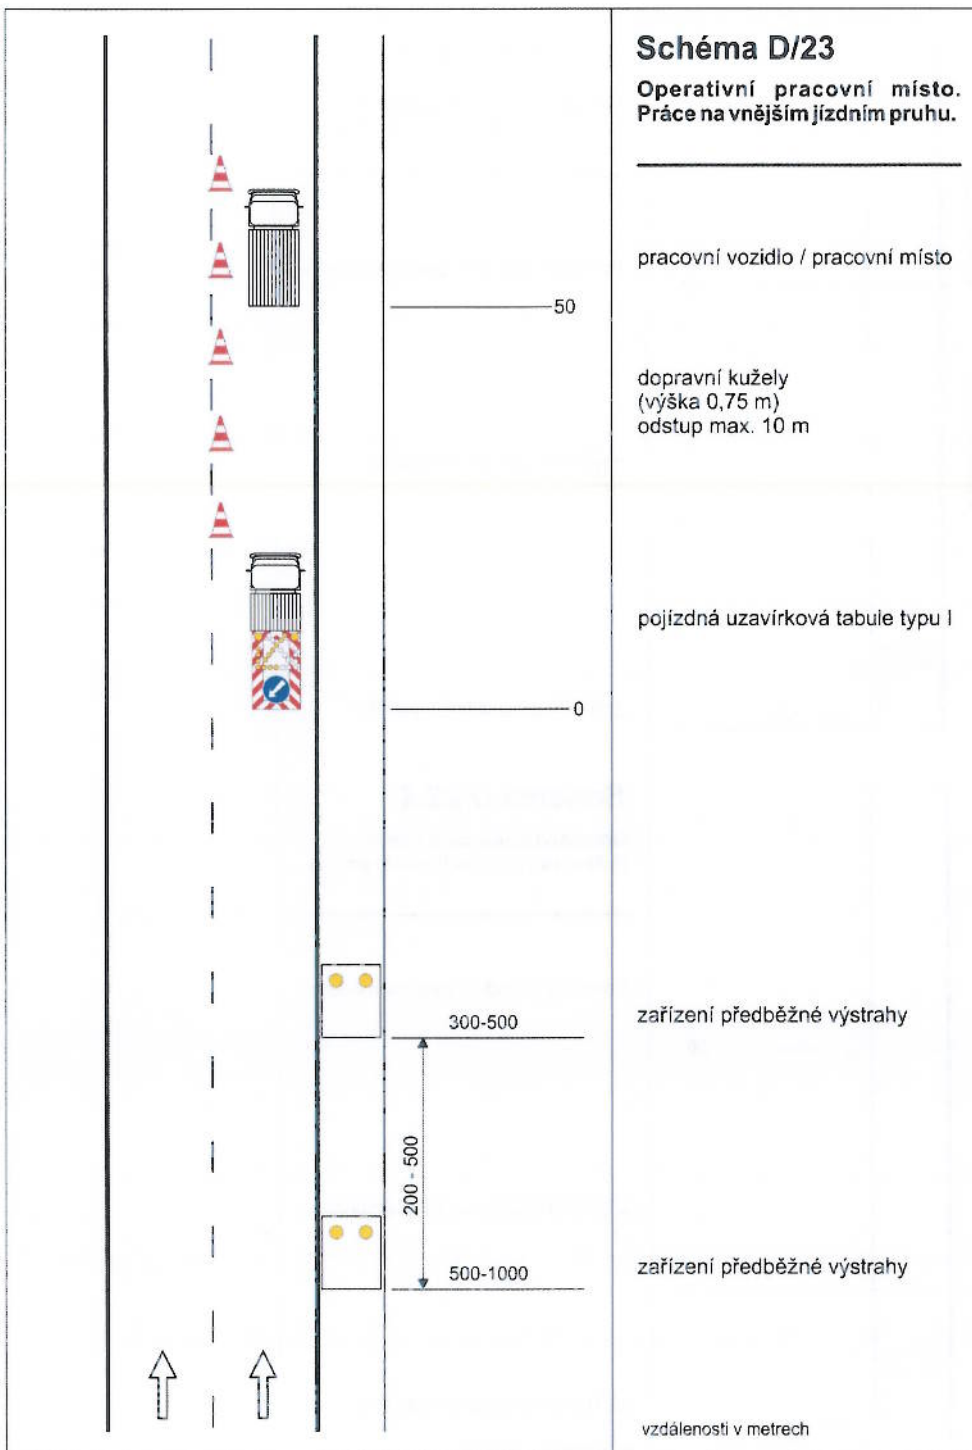 Schéma D/23
Operativní pracovní místo.
Práce na vnějším jízdním pruhu.
pracovní vozidlo / pracovní místo
50
dopravní kužely
(výška 0,75 m)
odstup max. 10 m
pojízdná uzavírková tabule typu I
0
300-500
zařízení předběžné výstrahy
200 - 500
500-1000
zařízení předběžné výstrahy
vzdálenosti v metrech